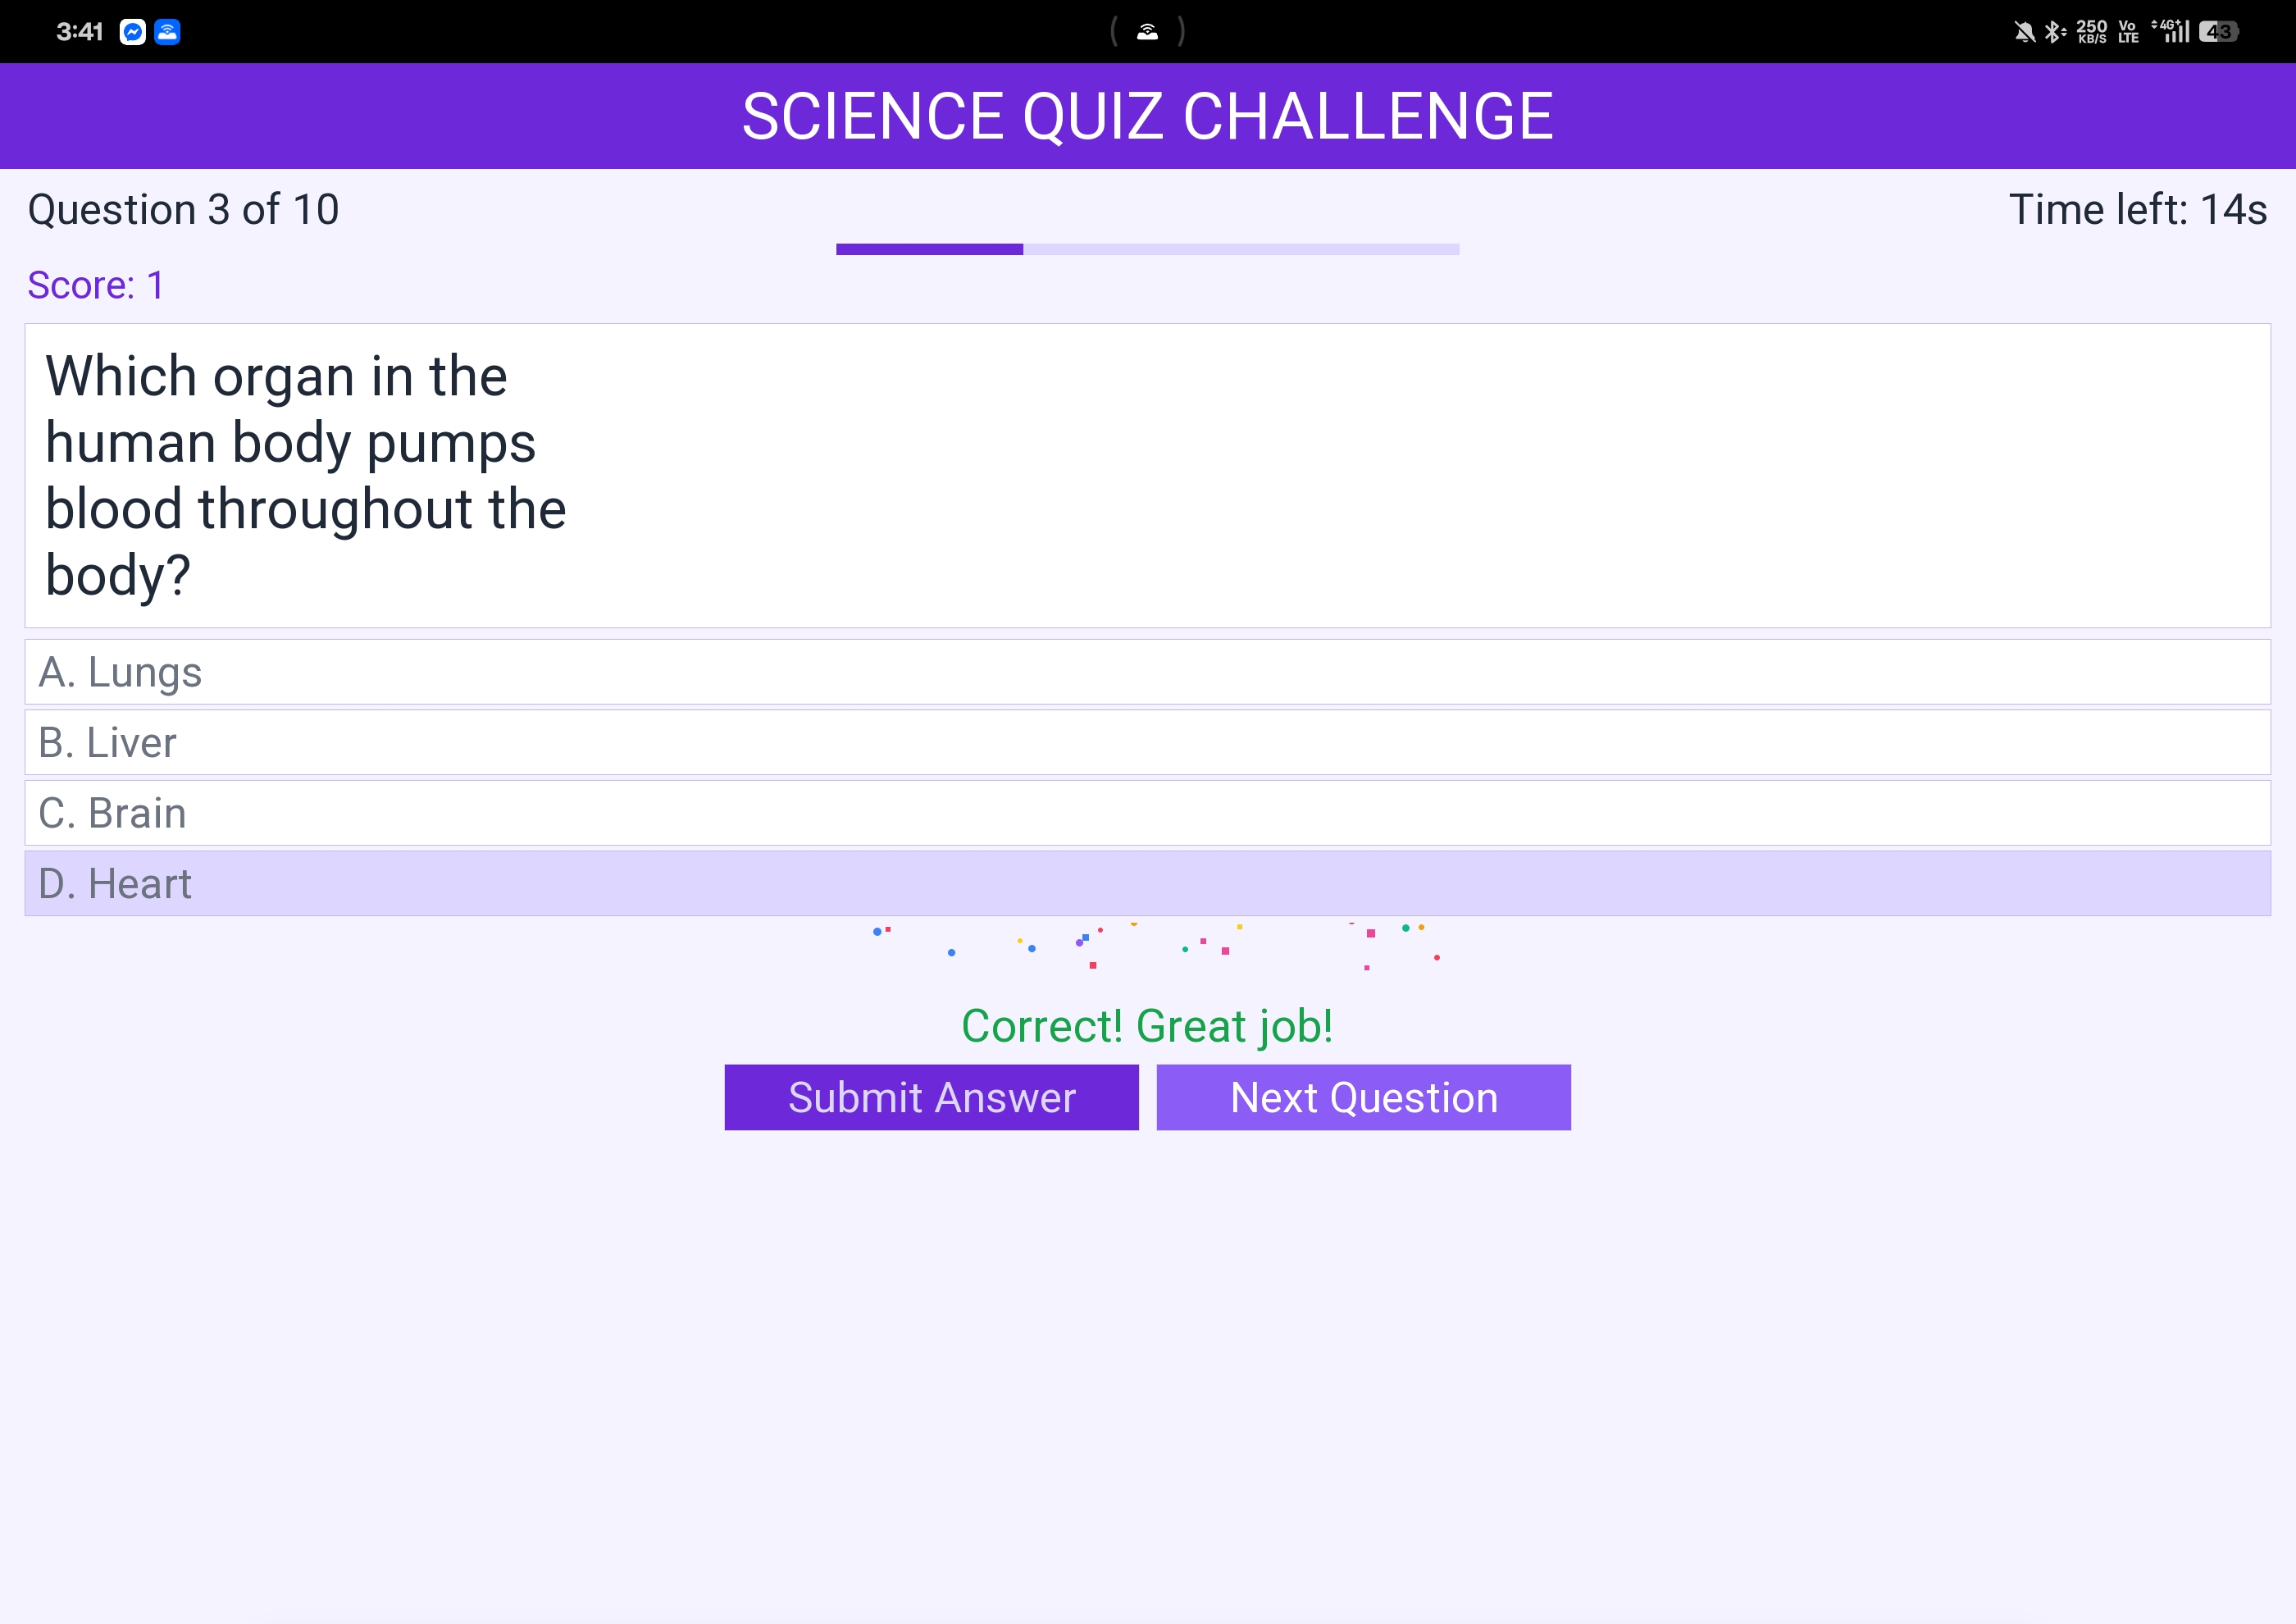 3:41
250
KB/S
Vo
LTE
4G+
43
SCIENCE QUIZ CHALLENGE
Question 3 of 10
Time left: 14s
Score: 1
Which organ in the
human body pumps
blood throughout the
body?
A. Lungs
B. Liver
C. Brain
D. Heart
Correct! Great job!
Submit Answer
Next Question